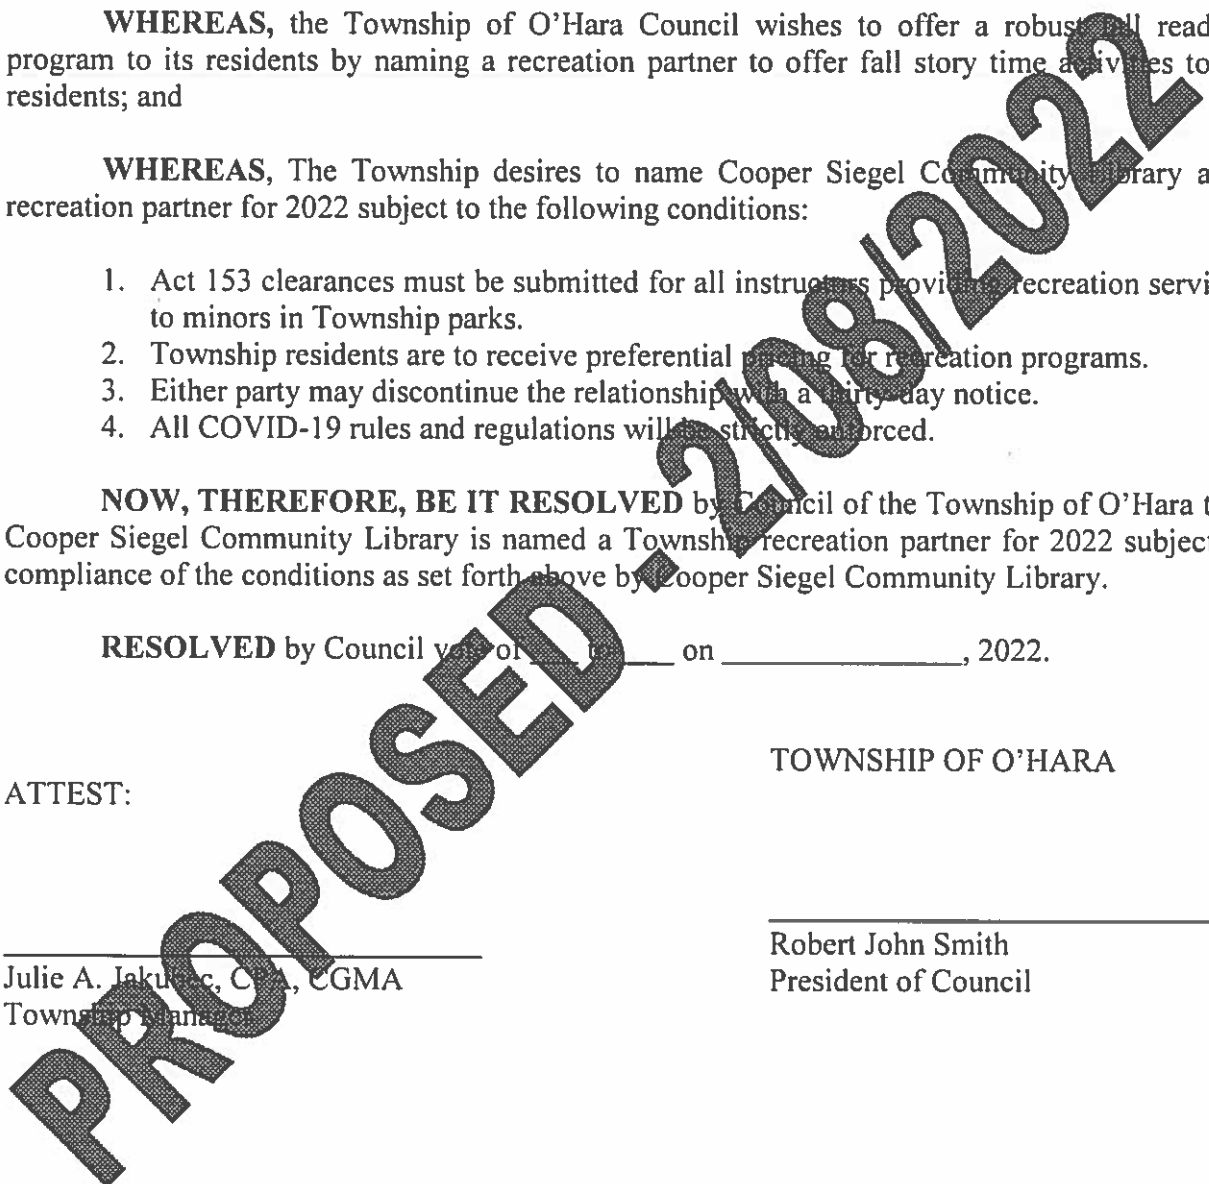 WHEREAS, the Township of O'Hara Council wishes to offer a robust fall read
program to its residents by naming a recreation partner to offer fall story time activities to
residents; and
WHEREAS, The Township desires to name Cooper Siegel Community Library a
recreation partner for 2022 subject to the following conditions:
1. Act 153 clearances must be submitted for all instructors providing recreation servi
to minors in Township parks.
2. Township residents are to receive preferential pricing for recreation programs.
3. Either party may discontinue the relationship with a thirty-day notice.
4. All COVID-19 rules and regulations will be strictly enforced.
NOW, THEREFORE, BE IT RESOLVED by Council of the Township of O'Hara t
Cooper Siegel Community Library is named a Township recreation partner for 2022 subject
compliance of the conditions as set forth above by Cooper Siegel Community Library.
RESOLVED by Council vote of ___ to ___ on _______________, 2022.
TOWNSHIP OF O'HARA
ATTEST:
Robert John Smith
Julie A. Jakubec, CPA, CGMA
President of Council
Township Manager
PROPOSED - 2/08/2022